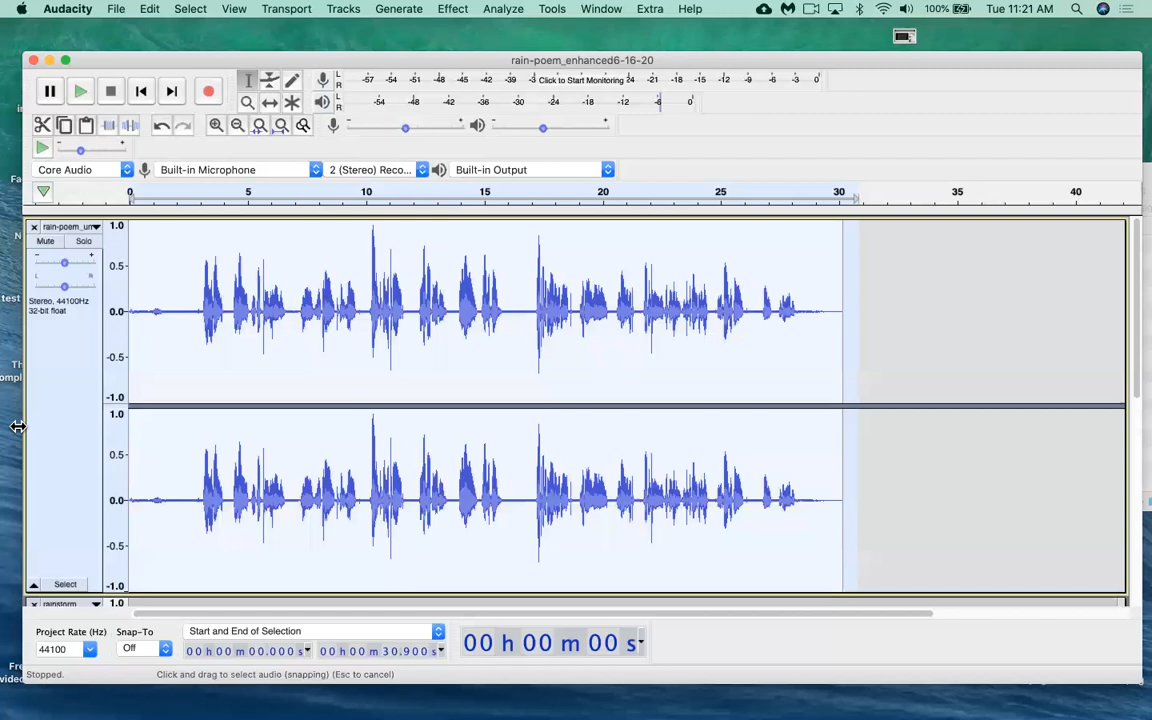 Audacity File Edit Select View Transport Tracks Generate Effect Analyze Tools Window Extra Help 100% Tue 11:21 AM
rain-poem_enhanced6-16-20
L R -57 -54 -51 -48 -45 -42 -3 Click to Start Monitoring 21 -18 -15 -12 -9 -6 -3 0
L R -54 -48 -42 -36 -30 -24 -18 -12 -6 0
Core Audio Built-in Microphone 2 (Stereo) Reco... Built-in Output
0 5 10 15 20 25 30 35 40
rain-poem_un
Mute Solo
- +
L R
Stereo, 44100Hz
32-bit float
1.0
0.5
0.0
-0.5
-1.0
1.0
0.5
0.0
-0.5
-1.0
Select
rainstorm 1.0
test
ompl
Fre
video
Project Rate (Hz) Snap-To Start and End of Selection
44100 Off 00 h 00 m 00.000 s 00 h 00 m 30.900 s 00 h 00 m 00 s
Stopped. Click and drag to select audio (snapping) (Esc to cancel)